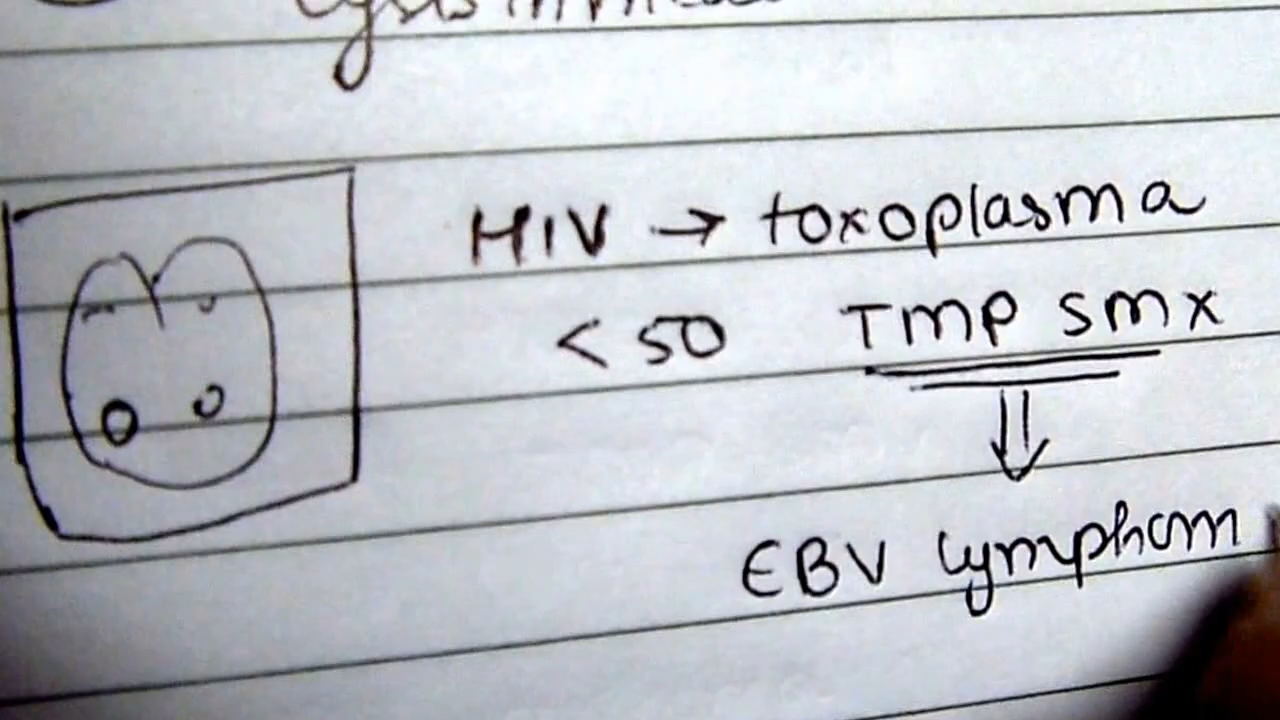 HIV → toxoplasma
< 50 TMP SMX
⇓
EBV lymphom